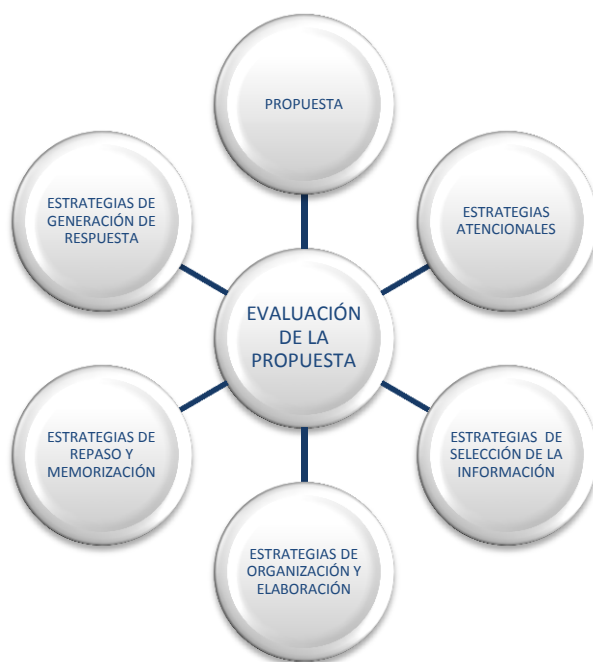 PROPUESTA
ESTRATEGIAS
ATENCIONALES
ESTRATEGIAS DE
SELECCIÓN DE LA
INFORMACIÓN
ESTRATEGIAS DE
ORGANIZACIÓN Y
ELABORACIÓN
ESTRATEGIAS DE
REPASO Y
MEMORIZACIÓN
ESTRATEGIAS DE
GENERACIÓN DE
RESPUESTA
EVALUACIÓN
DE LA
PROPUESTA